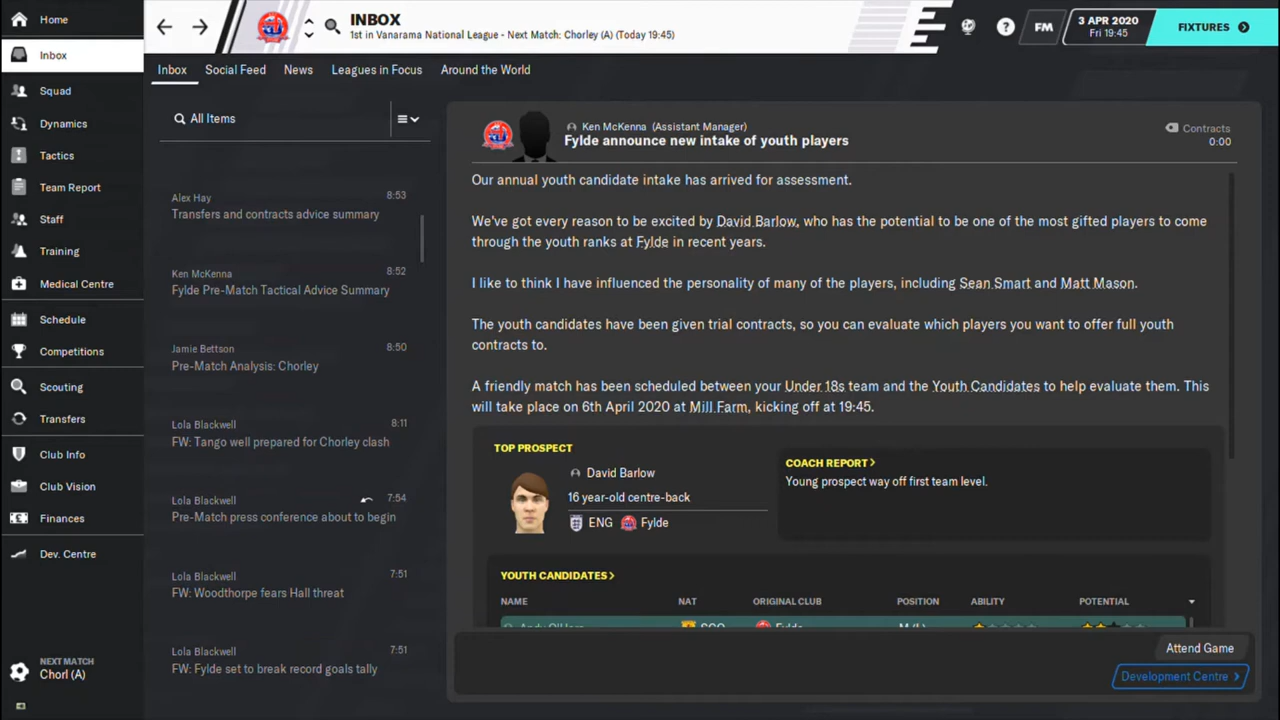 Home
Inbox
Squad
Dynamics
Tactics
Team Report
Staff
Training
Medical Centre
Schedule
Competitions
Scouting
Transfers
Club Info
Club Vision
Finances
Dev. Centre
NEXT MATCH
Chorl (A)
INBOX
1st in Vanarama National League - Next Match: Chorley (A) (Today 19:45)
?
FM
3 APR 2020
Fri 19:45
FIXTURES
Inbox Social Feed News Leagues in Focus Around the World
All Items
Alex Hay 8:53
Transfers and contracts advice summary
Ken McKenna 8:52
Fylde Pre-Match Tactical Advice Summary
Jamie Bettson 8:50
Pre-Match Analysis: Chorley
Lola Blackwell 8:11
FW: Tango well prepared for Chorley clash
Lola Blackwell 7:54
Pre-Match press conference about to begin
Lola Blackwell 7:51
FW: Woodthorpe fears Hall threat
Lola Blackwell 7:51
FW: Fylde set to break record goals tally
Ken McKenna (Assistant Manager)
Fylde announce new intake of youth players
Contracts
0:00
Our annual youth candidate intake has arrived for assessment.
We've got every reason to be excited by David Barlow, who has the potential to be one of the most gifted players to come
through the youth ranks at Fylde in recent years.
I like to think I have influenced the personality of many of the players, including Sean Smart and Matt Mason.
The youth candidates have been given trial contracts, so you can evaluate which players you want to offer full youth
contracts to.
A friendly match has been scheduled between your Under 18s team and the Youth Candidates to help evaluate them. This
will take place on 6th April 2020 at Mill Farm, kicking off at 19:45.
TOP PROSPECT
David Barlow
16 year-old centre-back
ENG Fylde
COACH REPORT >
Young prospect way off first team level.
YOUTH CANDIDATES >
NAME NAT ORIGINAL CLUB POSITION ABILITY POTENTIAL
SCO Fylde M (L)
Attend Game
Development Centre >